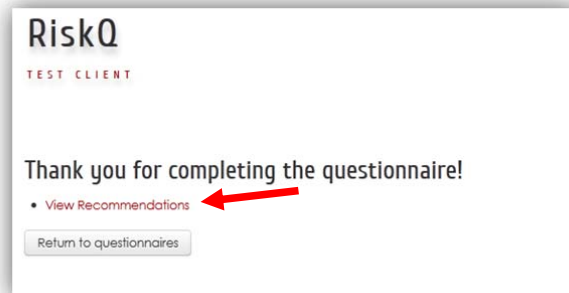 RiskQ
TEST CLIENT
Thank you for completing the questionnaire!
• View Recommendations
Return to questionnaires